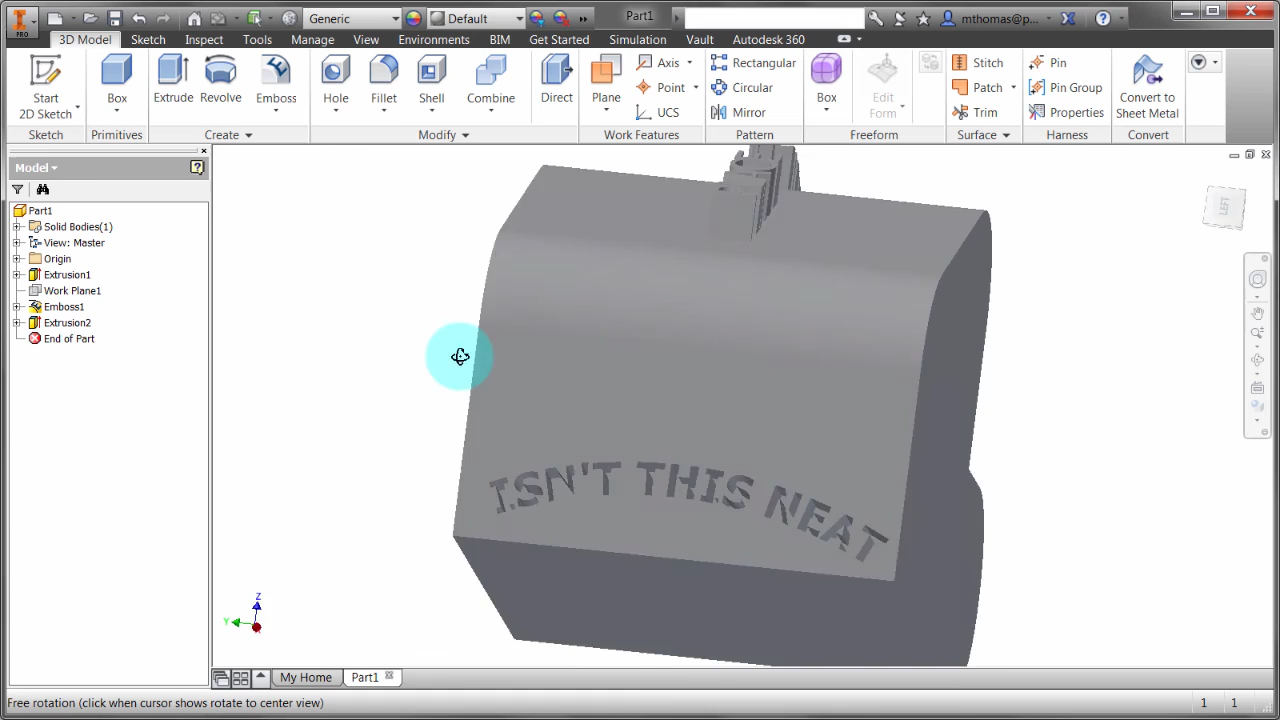 PRO
Generic
Default
Part1
mthomas@p...
3D Model Sketch Inspect Tools Manage View Environments BIM Get Started Simulation Vault Autodesk 360
Start
2D Sketch
Box
Extrude
Revolve
Emboss
Hole
Fillet
Shell
Combine
Direct
Plane
Axis
Point
UCS
Rectangular
Circular
Mirror
Box
Edit
Form
Stitch
Patch
Trim
Pin
Pin Group
Properties
Convert to
Sheet Metal
Sketch Primitives Create Modify Work Features Pattern Freeform Surface Harness Convert
Model
Part1
Solid Bodies(1)
View: Master
Origin
Extrusion1
Work Plane1
Emboss1
Extrusion2
End of Part
LEFT
ISN'T THIS NEAT
Z
Y
My Home Part1
Free rotation (click when cursor shows rotate to center view)
1 1